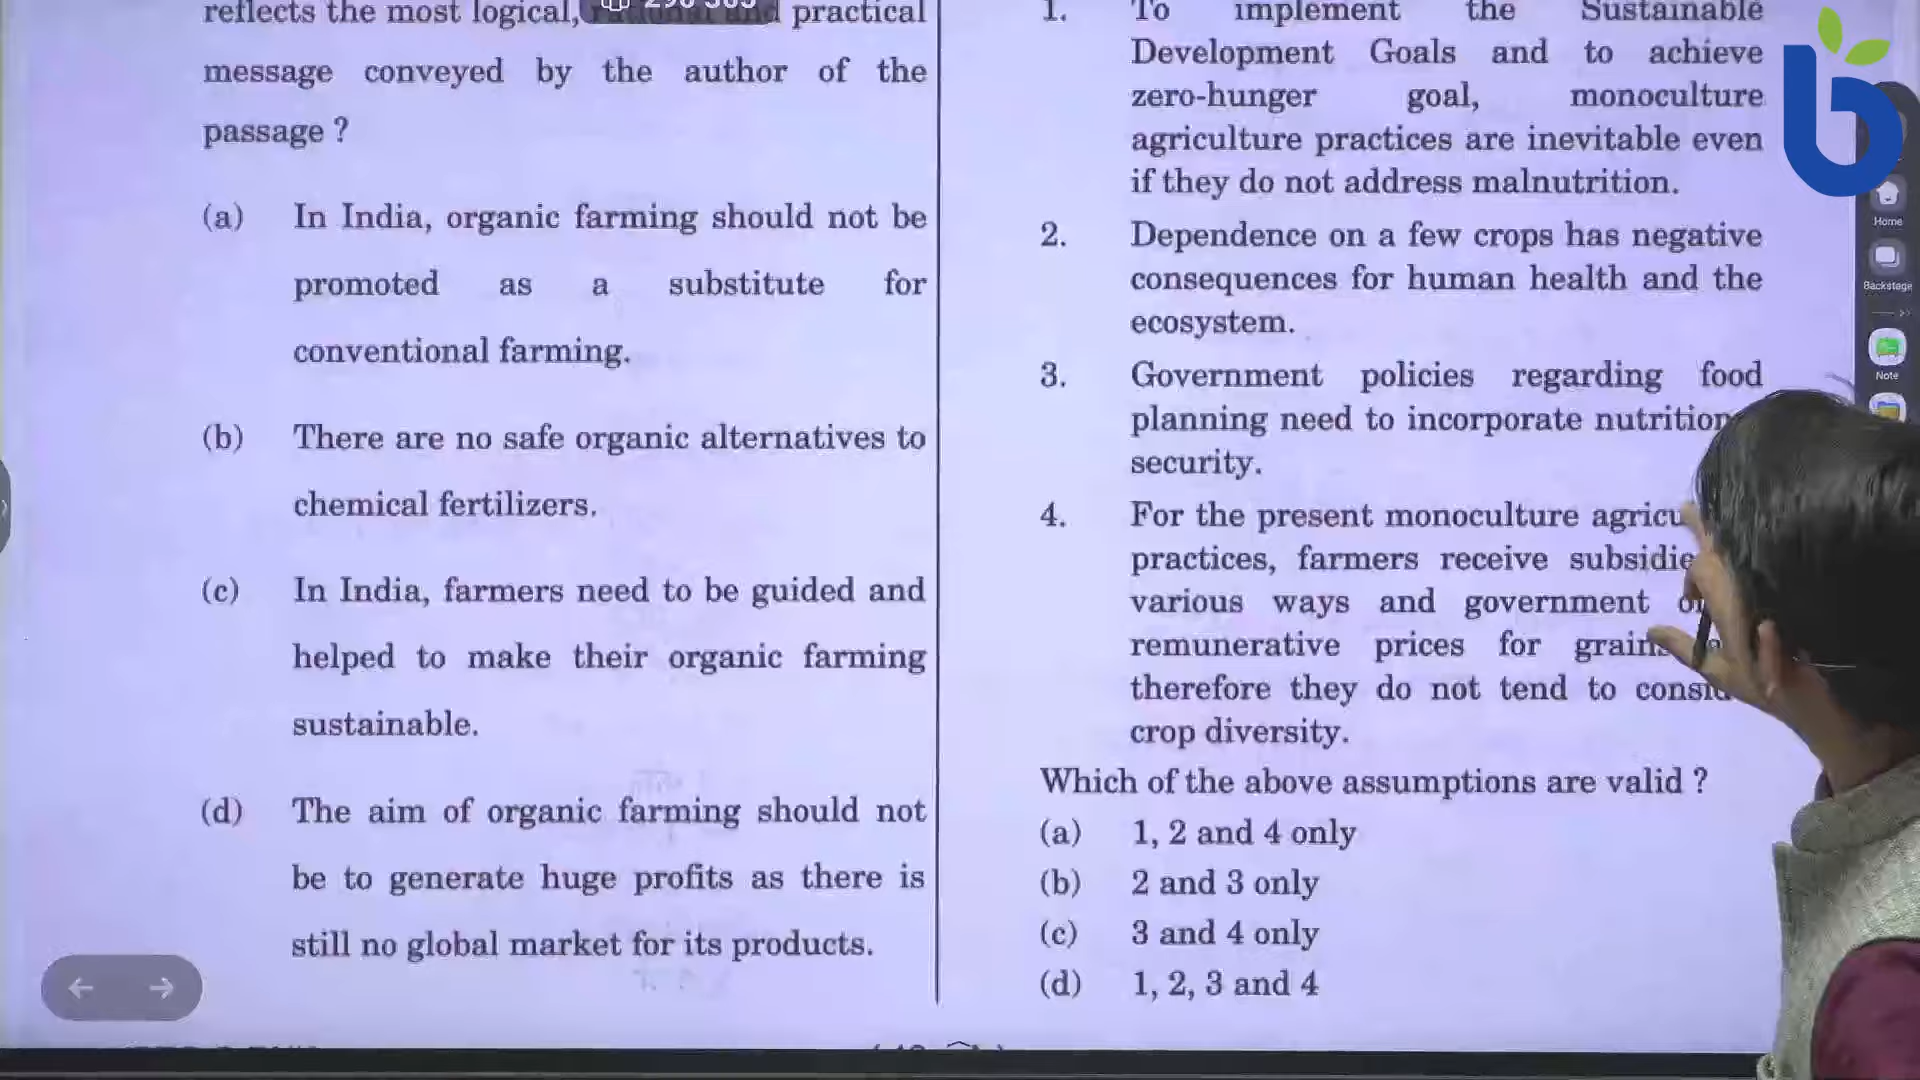 reflects the most logical, rational and practical
message conveyed by the author of the
passage ?
(a) In India, organic farming should not be
promoted as a substitute for
conventional farming.
(b) There are no safe organic alternatives to
chemical fertilizers.
(c) In India, farmers need to be guided and
helped to make their organic farming
sustainable.
(d) The aim of organic farming should not
be to generate huge profits as there is
still no global market for its products.
1. To implement the Sustainable
Development Goals and to achieve
zero-hunger goal, monoculture
agriculture practices are inevitable even
if they do not address malnutrition.
2. Dependence on a few crops has negative
consequences for human health and the
ecosystem.
3. Government policies regarding food
planning need to incorporate nutrition
security.
4. For the present monoculture
practices, farmers receive
various ways and government
remunerative prices for
therefore they do not tend to
crop diversity.
Which of the above assumptions are valid ?
(a) 1, 2 and 4 only
(b) 2 and 3 only
(c) 3 and 4 only
(d) 1, 2, 3 and 4
b
Home
Backstage
Note